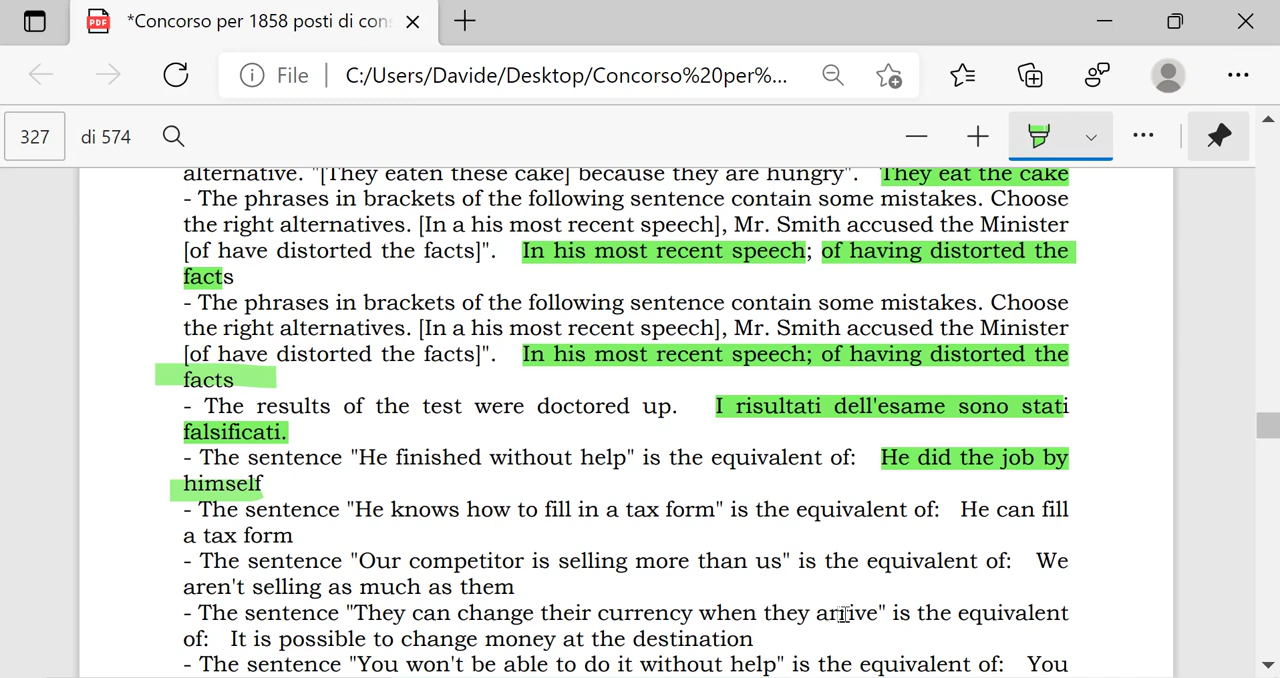 *Concorso per 1858 posti di con
File
C:/Users/Davide/Desktop/Concorso%20per%...
327 di 574
alternative. "[They eaten these cake] because they are hungry". They eat the cake
- The phrases in brackets of the following sentence contain some mistakes. Choose
the right alternatives. [In a his most recent speech], Mr. Smith accused the Minister
[of have distorted the facts]". In his most recent speech; of having distorted the
facts
- The phrases in brackets of the following sentence contain some mistakes. Choose
the right alternatives. [In a his most recent speech], Mr. Smith accused the Minister
[of have distorted the facts]". In his most recent speech; of having distorted the
facts
- The results of the test were doctored up. I risultati dell'esame sono stati
falsificati.
- The sentence "He finished without help" is the equivalent of: He did the job by
himself
- The sentence "He knows how to fill in a tax form" is the equivalent of: He can fill
a tax form
- The sentence "Our competitor is selling more than us" is the equivalent of: We
aren't selling as much as them
- The sentence "They can change their currency when they arrive" is the equivalent
of: It is possible to change money at the destination
- The sentence "You won't be able to do it without help" is the equivalent of: You